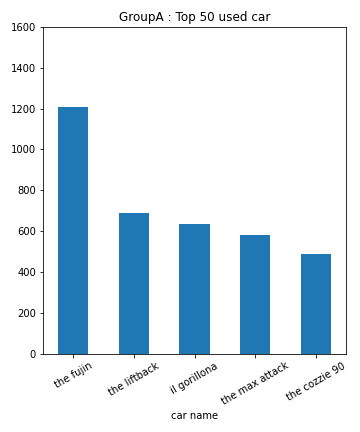 GroupA : Top 50 used car
1600
1400
1200
1000
800
600
400
200
0
the fujin
the liftback
il gorillona
the max attack
the cozzie 90
car name